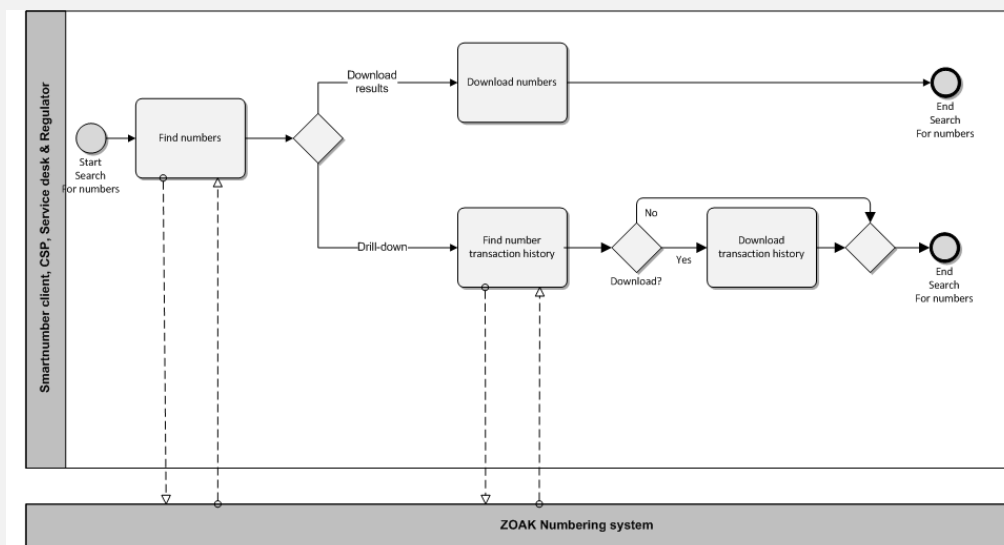 Smartnumber client, CSP, Service desk & Regulator
Start
Search
For numbers
Find numbers
Download
results
Download numbers
End
Search
For numbers
Drill-down
Find number
transaction history
No
Download?
Yes
Download
transaction history
End
Search
For numbers
ZOAK Numbering system